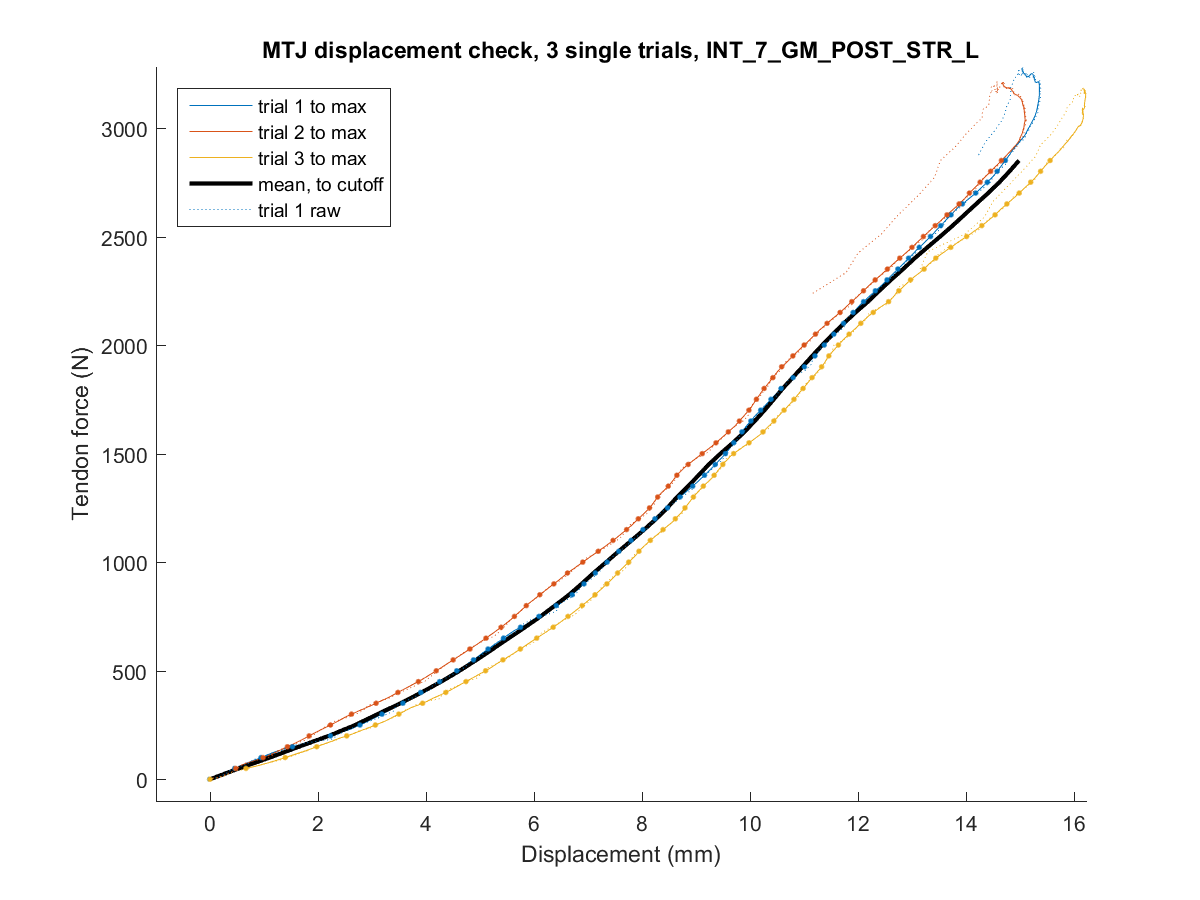 MTJ displacement check, 3 single trials, INT_7_GM_POST_STR_L
trial 1 to max
trial 2 to max
trial 3 to max
mean, to cutoff
trial 1 raw
3000
2500
2000
1500
1000
500
0
Tendon force (N)
0 2 4 6 8 10 12 14 16
Displacement (mm)